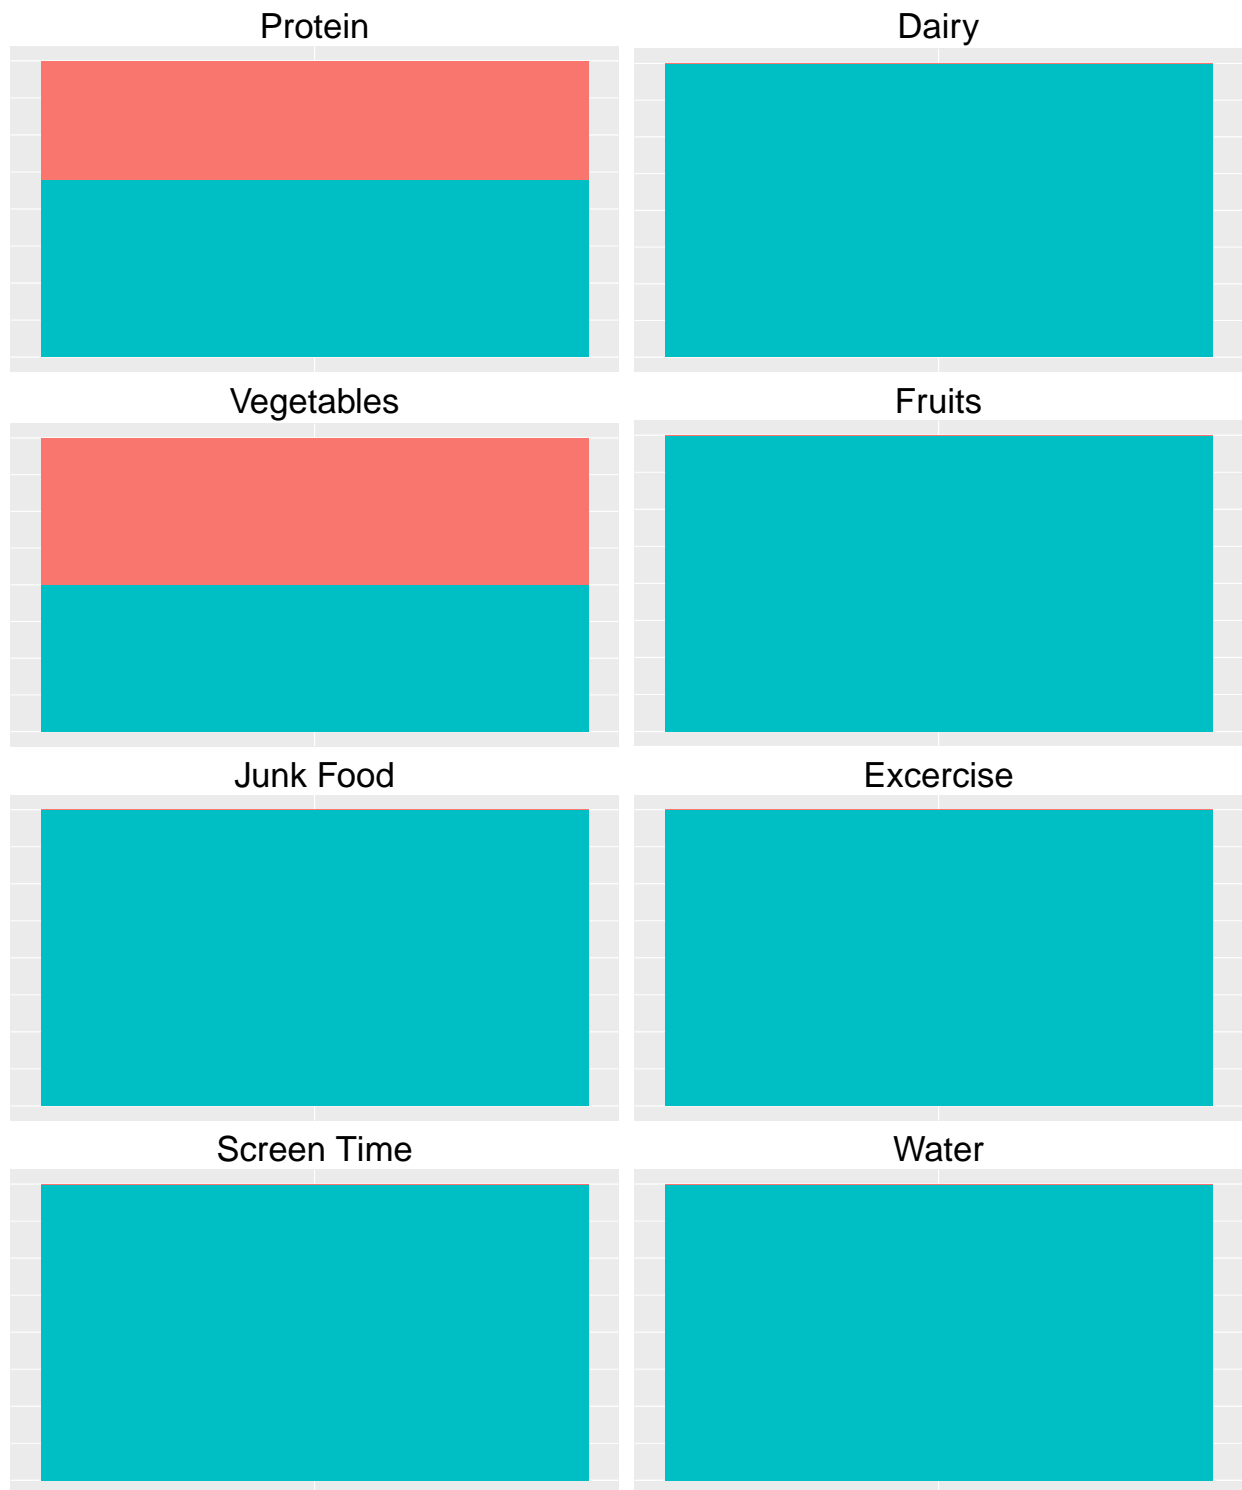 Protein
Dairy
Vegetables
Fruits
Junk Food
Excercise
Screen Time
Water